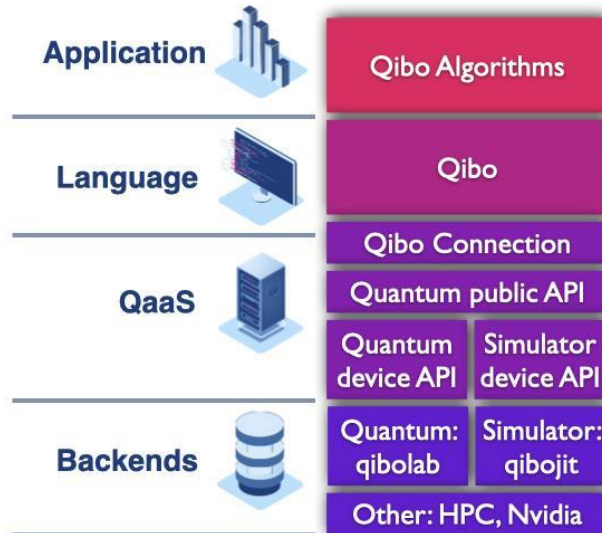 Application
Qibo Algorithms
Language
Qibo
QaaS
Qibo Connection
Quantum public API
Quantum
device API
Simulator
device API
Backends
Quantum:
qibolab
Simulator:
qibojit
Other: HPC, Nvidia